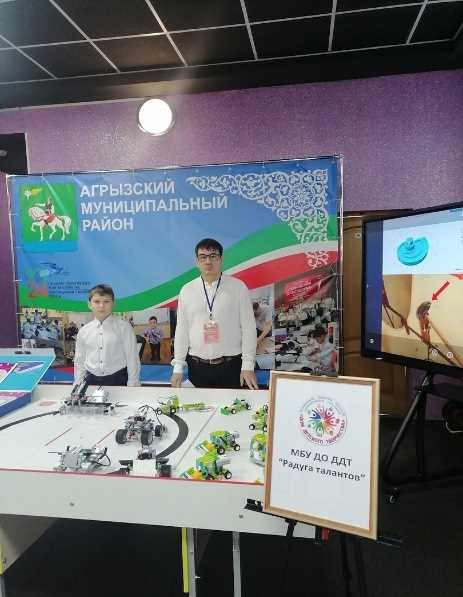 АГРЫЗСКИЙ
МУНИЦИПАЛЬНЫЙ
РАЙОН
МБУ ДО ДДТ
"Радуга талантов"